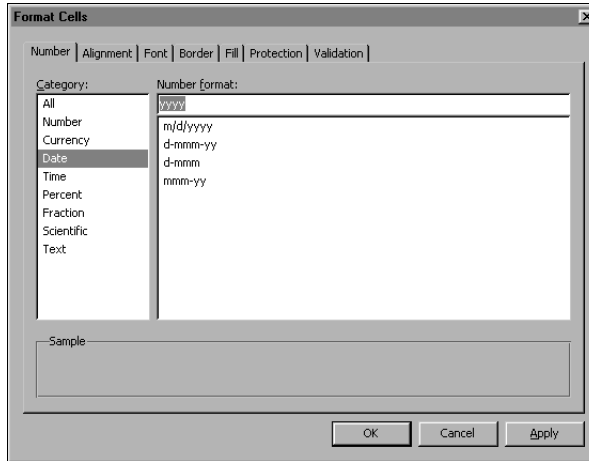 Format Cells
Number Alignment Font Border Fill Protection Validation
Category:
All
Number
Currency
Date
Time
Percent
Fraction
Scientific
Text
Number format:
yyyy
m/d/yyyy
d-mmm-yy
d-mmm
mmm-yy
Sample
OK Cancel Apply